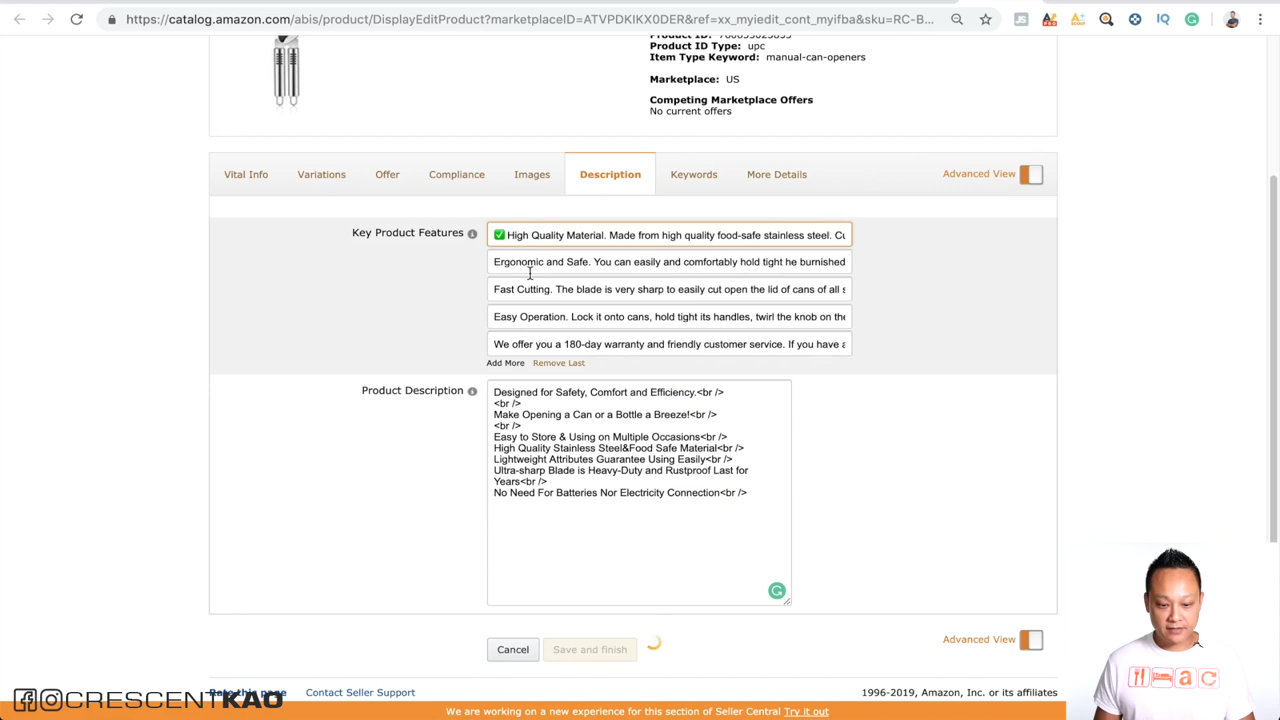 https://catalog.amazon.com/abis/product/DisplayEditProduct?marketplaceID=ATVPDKIKX0DER&ref=xx_myiedit_cont_myifba&sku=RC-B...
Product ID Type: upc
Item Type Keyword: manual-can-openers
Marketplace: US
Competing Marketplace Offers
No current offers
Vital Info
Variations
Offer
Compliance
Images
Description
Keywords
More Details
Advanced View
Key Product Features
✅ High Quality Material. Made from high quality food-safe stainless steel. Cu
Ergonomic and Safe. You can easily and comfortably hold tight he burnished
Fast Cutting. The blade is very sharp to easily cut open the lid of cans of all s
Easy Operation. Lock it onto cans, hold tight its handles, twirl the knob on the
We offer you a 180-day warranty and friendly customer service. If you have a
Add More Remove Last
Product Description
Designed for Safety, Comfort and Efficiency.<br />
<br />
Make Opening a Can or a Bottle a Breeze!<br />
<br />
Easy to Store & Using on Multiple Occasions<br />
High Quality Stainless Steel&Food Safe Material<br />
Lightweight Attributes Guarantee Using Easily<br />
Ultra-sharp Blade is Heavy-Duty and Rustproof Last for
Years<br />
No Need For Batteries Nor Electricity Connection<br />
Cancel
Save and finish
Advanced View
Rate this page
Contact Seller Support
1996-2019, Amazon, Inc. or its affiliates
CRESCENTKAO
We are working on a new experience for this section of Seller Central Try it out